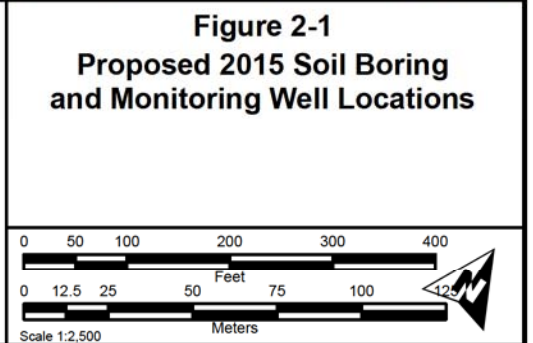 Figure 2-1
Proposed 2015 Soil Boring
and Monitoring Well Locations
0 50 100 200 300 400
Feet
0 12.5 25 50 75 100 125
Meters
Scale 1:2,500
N